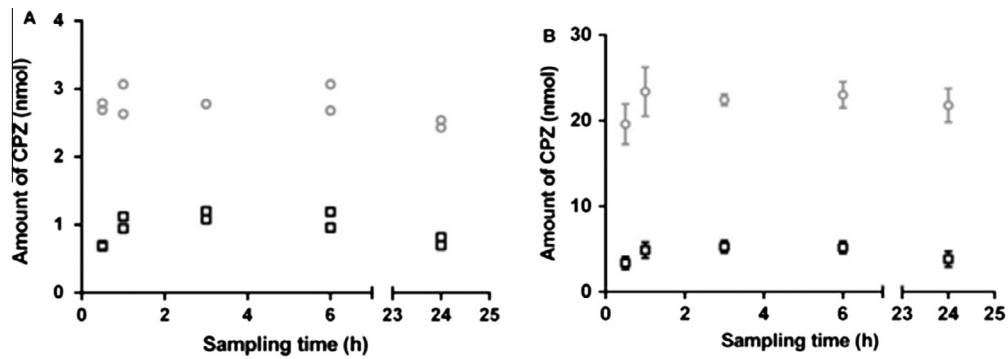 A
4
3
2
1
0
Amount of CPZ (nmol)
0 2 4 6 23 24 25
Sampling time (h)
B
30
20
10
0
Amount of CPZ (nmol)
0 2 4 6 23 24 25
Sampling time (h)